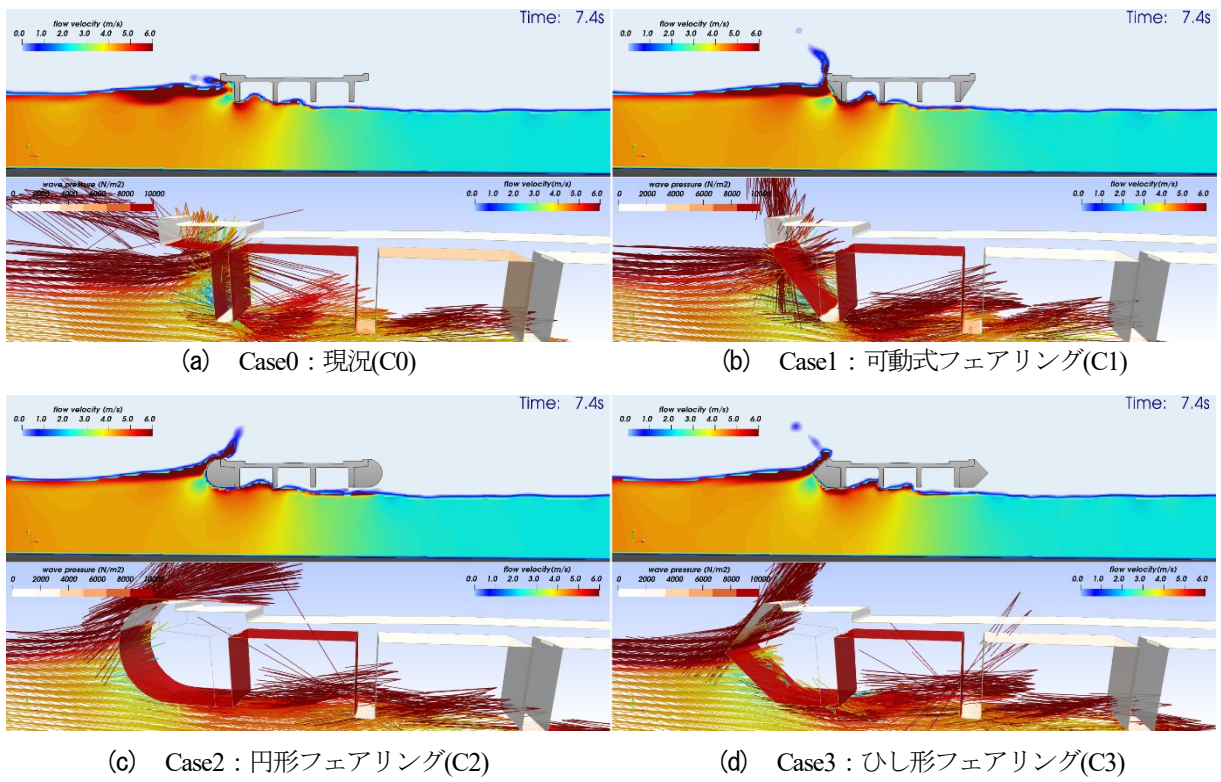 Time: 7.4s
flow velocity (m/s)
0.0 1.0 2.0 3.0 4.0 5.0 6.0
wave pressure (N/m2)
0 2000 4000 6000 8000 10000
flow velocity(m/s)
0.0 1.0 2.0 3.0 4.0 5.0 6.0
(a) Case0：現況(C0)
Time: 7.4s
flow velocity (m/s)
0.0 1.0 2.0 3.0 4.0 5.0 6.0
wave pressure (N/m2)
0 2000 4000 6000 8000 10000
flow velocity(m/s)
0.0 1.0 2.0 3.0 4.0 5.0 6.0
(b) Case1：可動式フェアリング(C1)
Time: 7.4s
flow velocity (m/s)
0.0 1.0 2.0 3.0 4.0 5.0 6.0
wave pressure (N/m2)
0 2000 4000 6000 8000 10000
flow velocity(m/s)
0.0 1.0 2.0 3.0 4.0 5.0 6.0
(c) Case2：円形フェアリング(C2)
Time: 7.4s
flow velocity (m/s)
0.0 1.0 2.0 3.0 4.0 5.0 6.0
wave pressure (N/m2)
0 2000 4000 6000 8000 10000
flow velocity(m/s)
0.0 1.0 2.0 3.0 4.0 5.0 6.0
(d) Case3：ひし形フェアリング(C3)